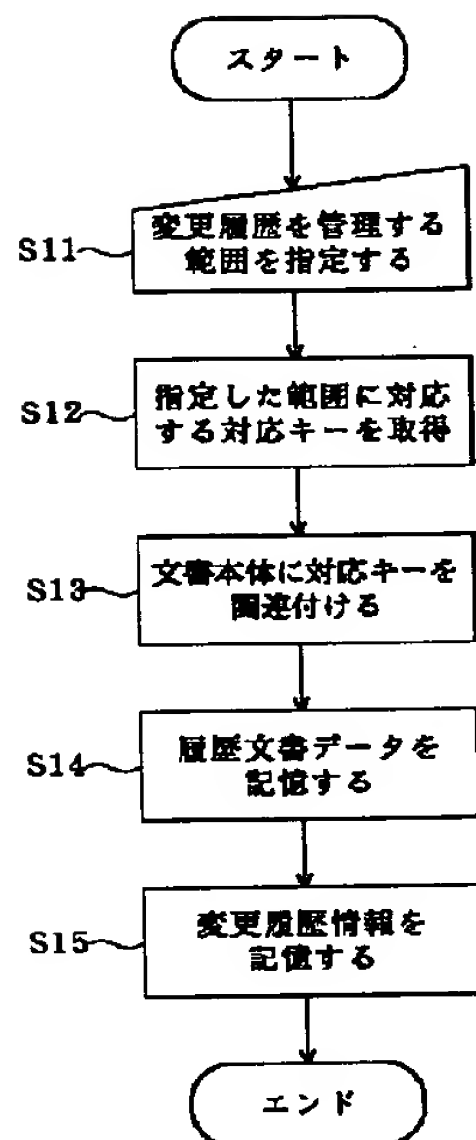 スタート
S11
変更履歴を管理する
範囲を指定する
S12
指定した範囲に対応
する対応キーを取得
S13
文書本体に対応キーを
関連付ける
S14
履歴文書データを
記憶する
S15
変更履歴情報を
記憶する
エンド